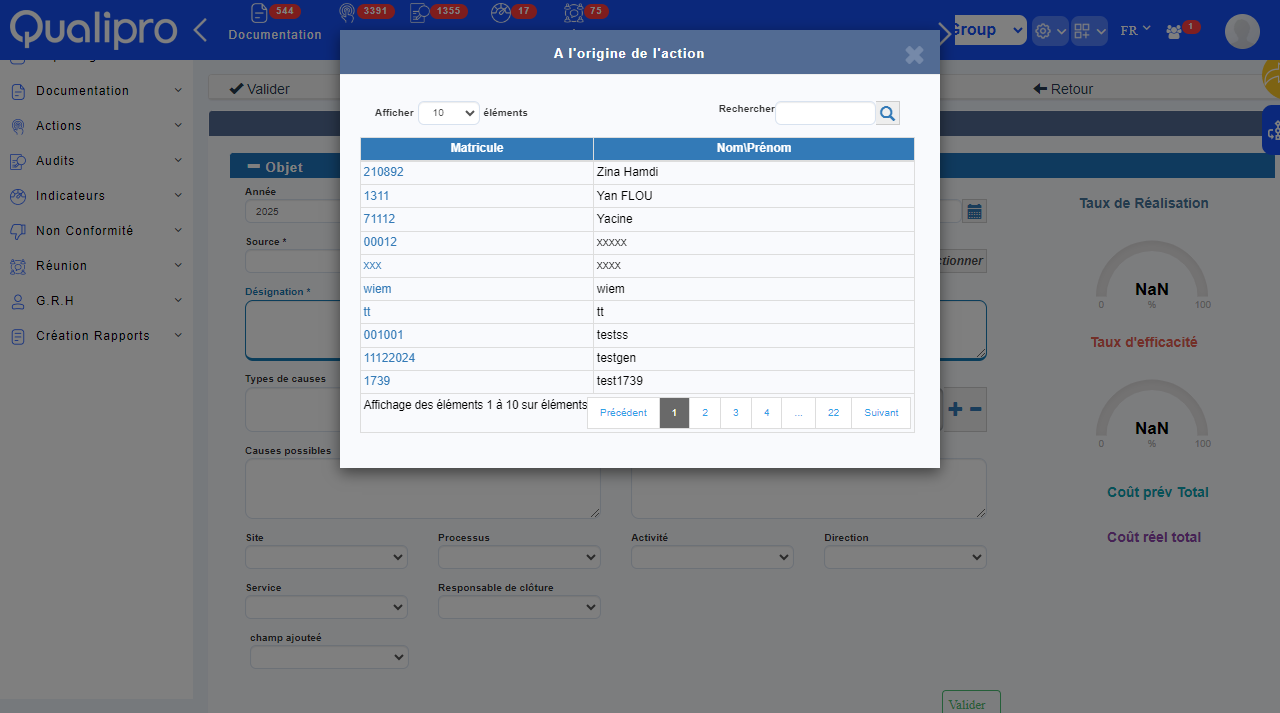 Qualipro
544
Documentation
3391
1355
17
75
Group
FR
1
A l'origine de l'action
Documentation
Actions
Audits
Indicateurs
Non Conformité
Réunion
G.R.H
Création Rapports
Valider
Retour
Objet
Année
2025
Source *
ctionner
Désignation *
Types de causes
Causes possibles
Site
Processus
Activité
Direction
Service
Responsable de clôture
champ ajouteé
Valider
Afficher 10 éléments
Rechercher
Matricule Nom\Prénom
210892 Zina Hamdi
1311 Yan FLOU
71112 Yacine
00012 xxxxx
xxx xxxx
wiem wiem
tt tt
001001 testss
11122024 testgen
1739 test1739
Affichage des éléments 1 à 10 sur éléments
Précédent 1 2 3 4 ... 22 Suivant
Taux de Réalisation
NaN
0 % 100
Taux d'efficacité
NaN
0 % 100
Coût prév Total
Coût réel total